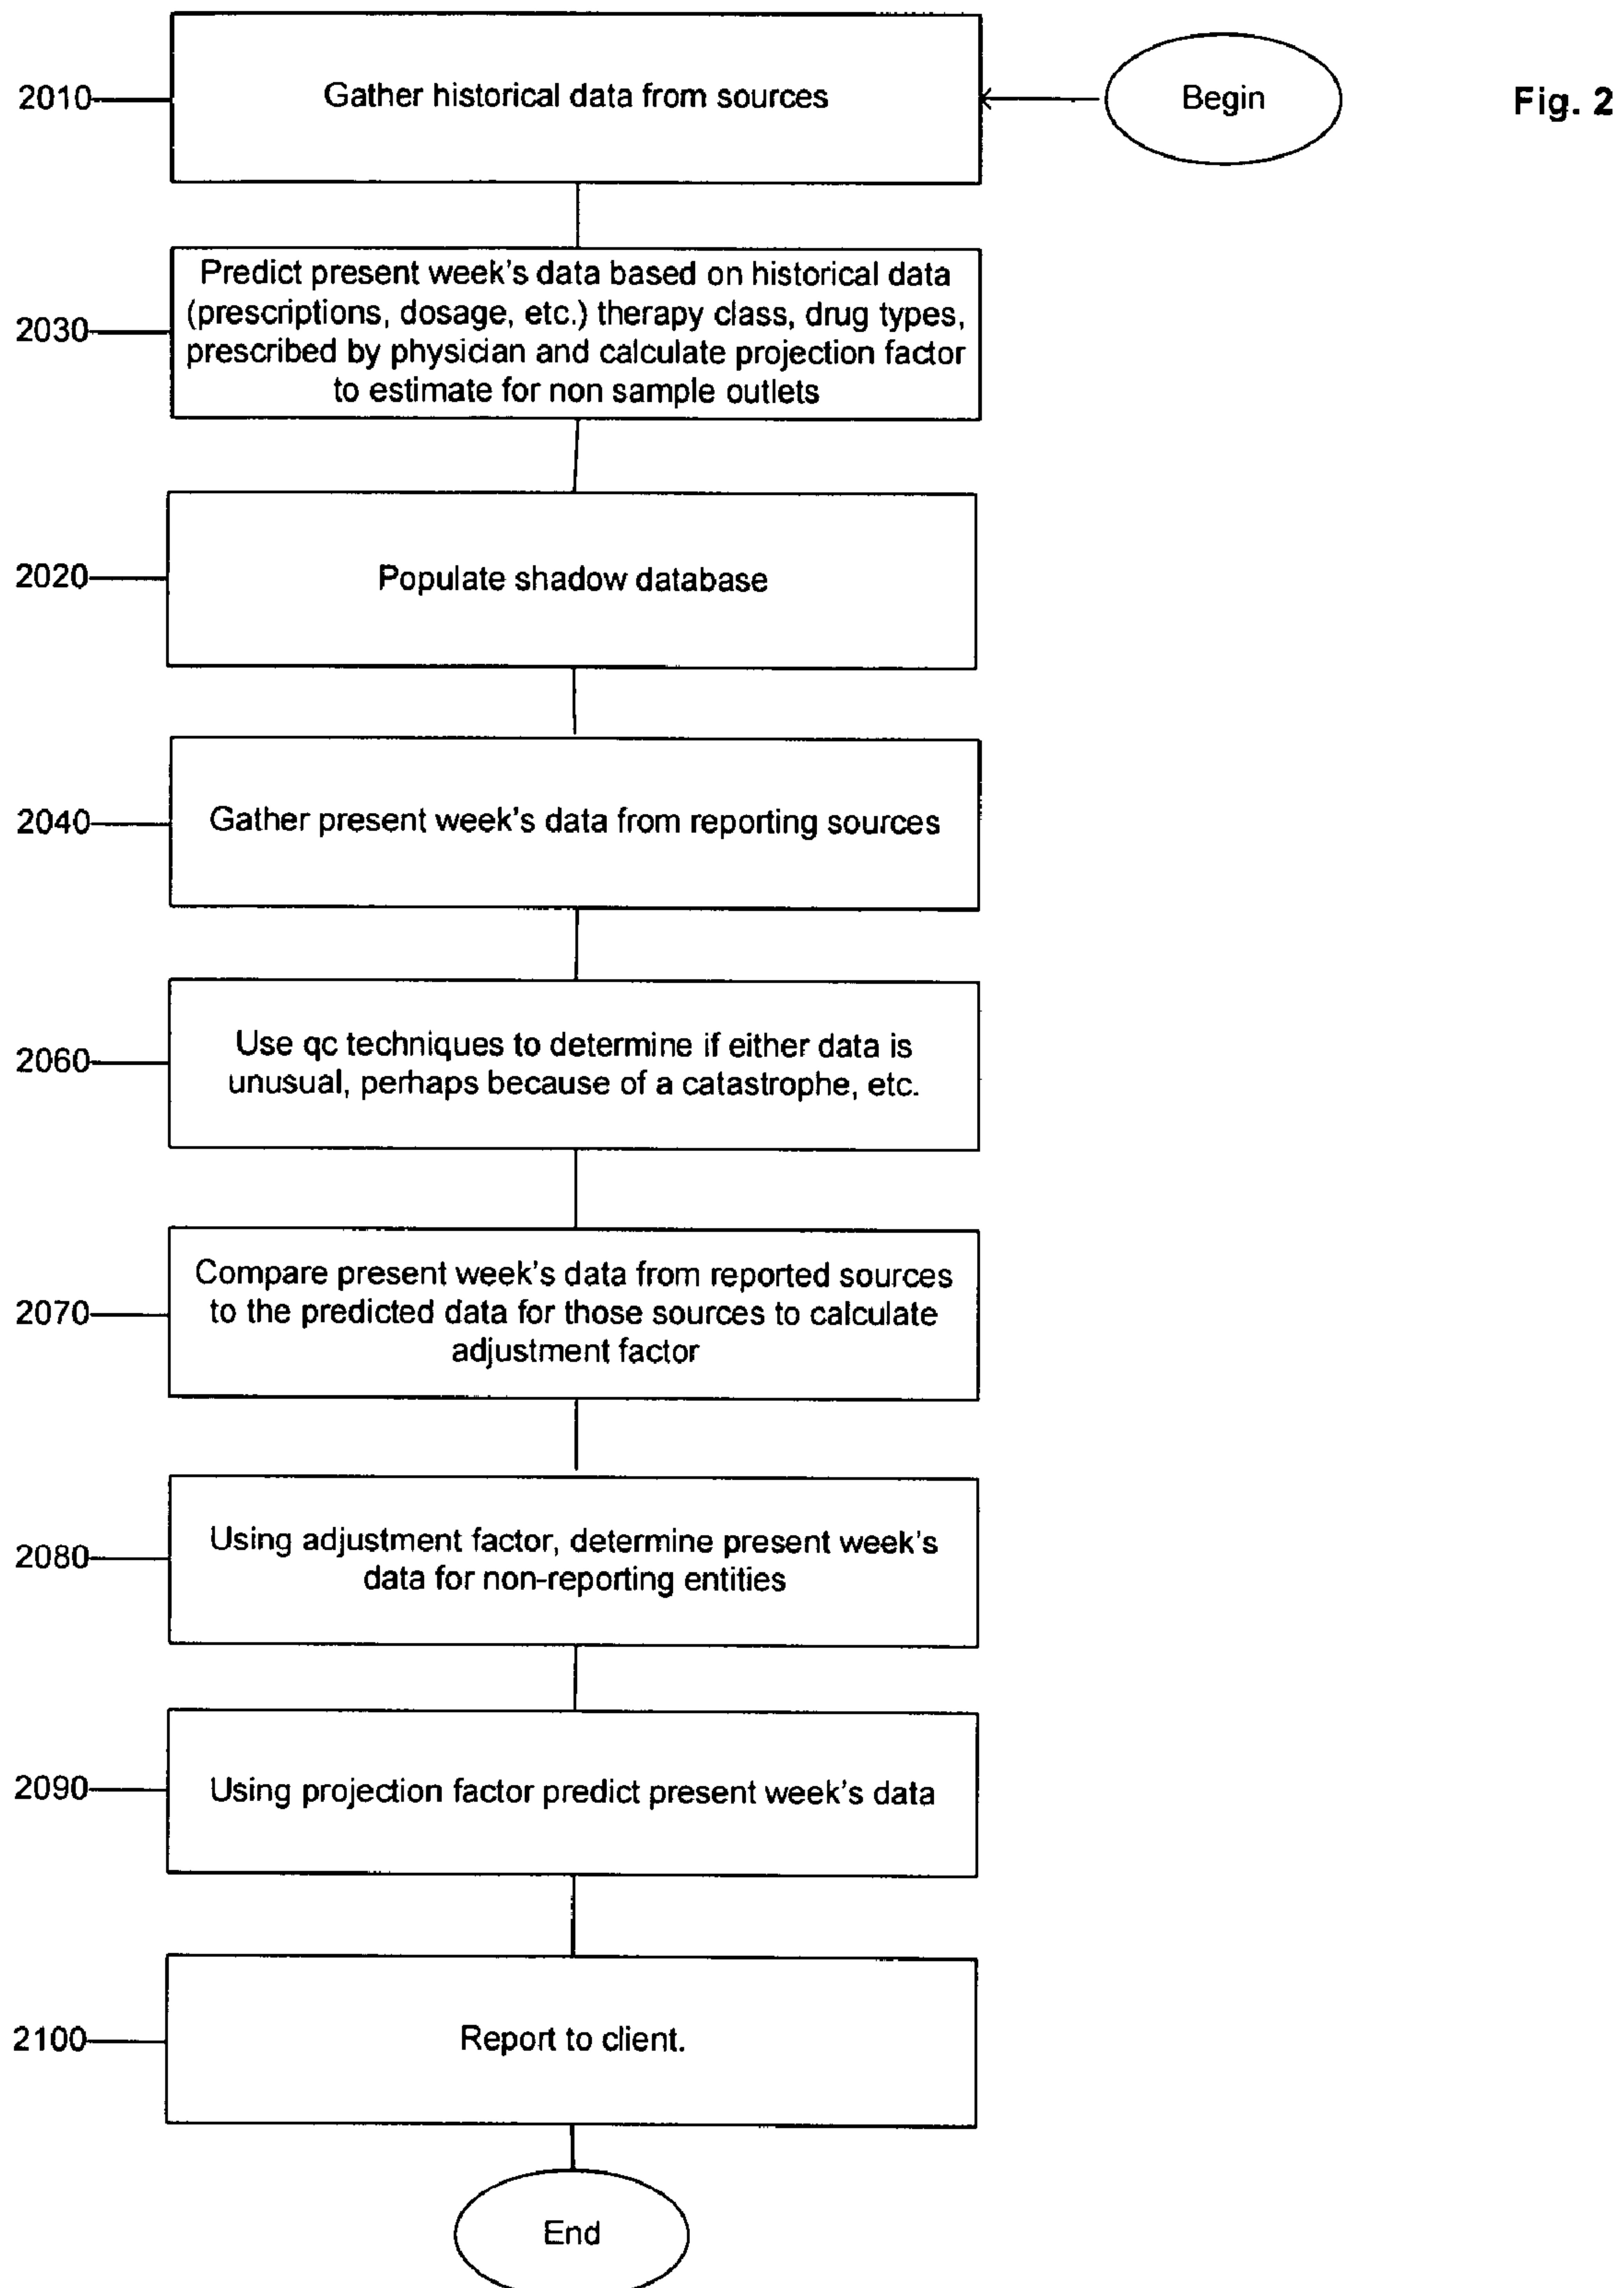 2010
Gather historical data from sources
Begin
Fig. 2
2030
Predict present week's data based on historical data
(prescriptions, dosage, etc.) therapy class, drug types,
prescribed by physician and calculate projection factor
to estimate for non sample outlets
2020
Populate shadow database
2040
Gather present week's data from reporting sources
2060
Use qc techniques to determine if either data is
unusual, perhaps because of a catastrophe, etc.
2070
Compare present week's data from reported sources
to the predicted data for those sources to calculate
adjustment factor
2080
Using adjustment factor, determine present week's
data for non-reporting entities
2090
Using projection factor predict present week's data
2100
Report to client.
End